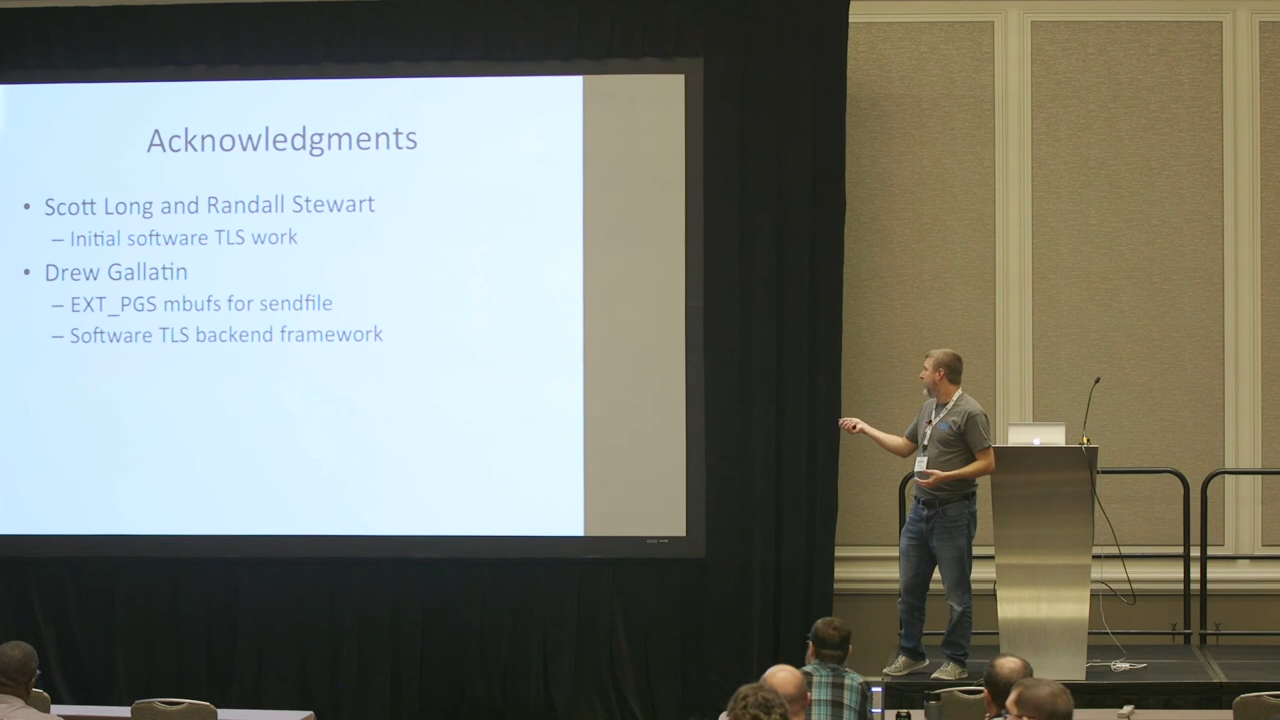 Acknowledgments
• Scott Long and Randall Stewart
– Initial software TLS work
• Drew Gallatin
– EXT_PGS mbufs for sendfile
– Software TLS backend framework